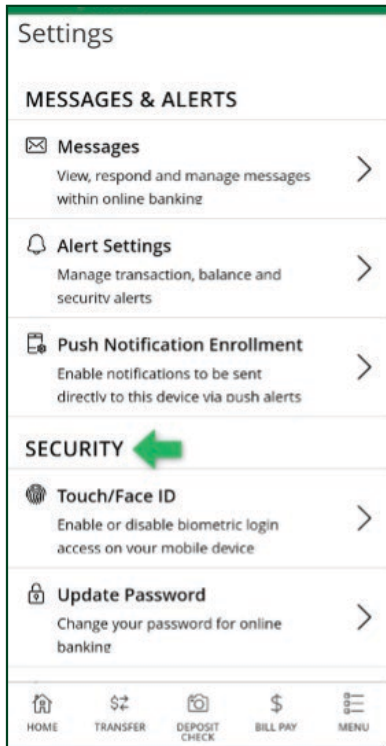 Settings
MESSAGES & ALERTS
Messages
View, respond and manage messages
within online banking
Alert Settings
Manage transaction, balance and
security alerts
Push Notification Enrollment
Enable notifications to be sent
directly to this device via push alerts
SECURITY
Touch/Face ID
Enable or disable biometric login
access on your mobile device
Update Password
Change your password for online
banking
HOME TRANSFER DEPOSIT CHECK BILL PAY MENU